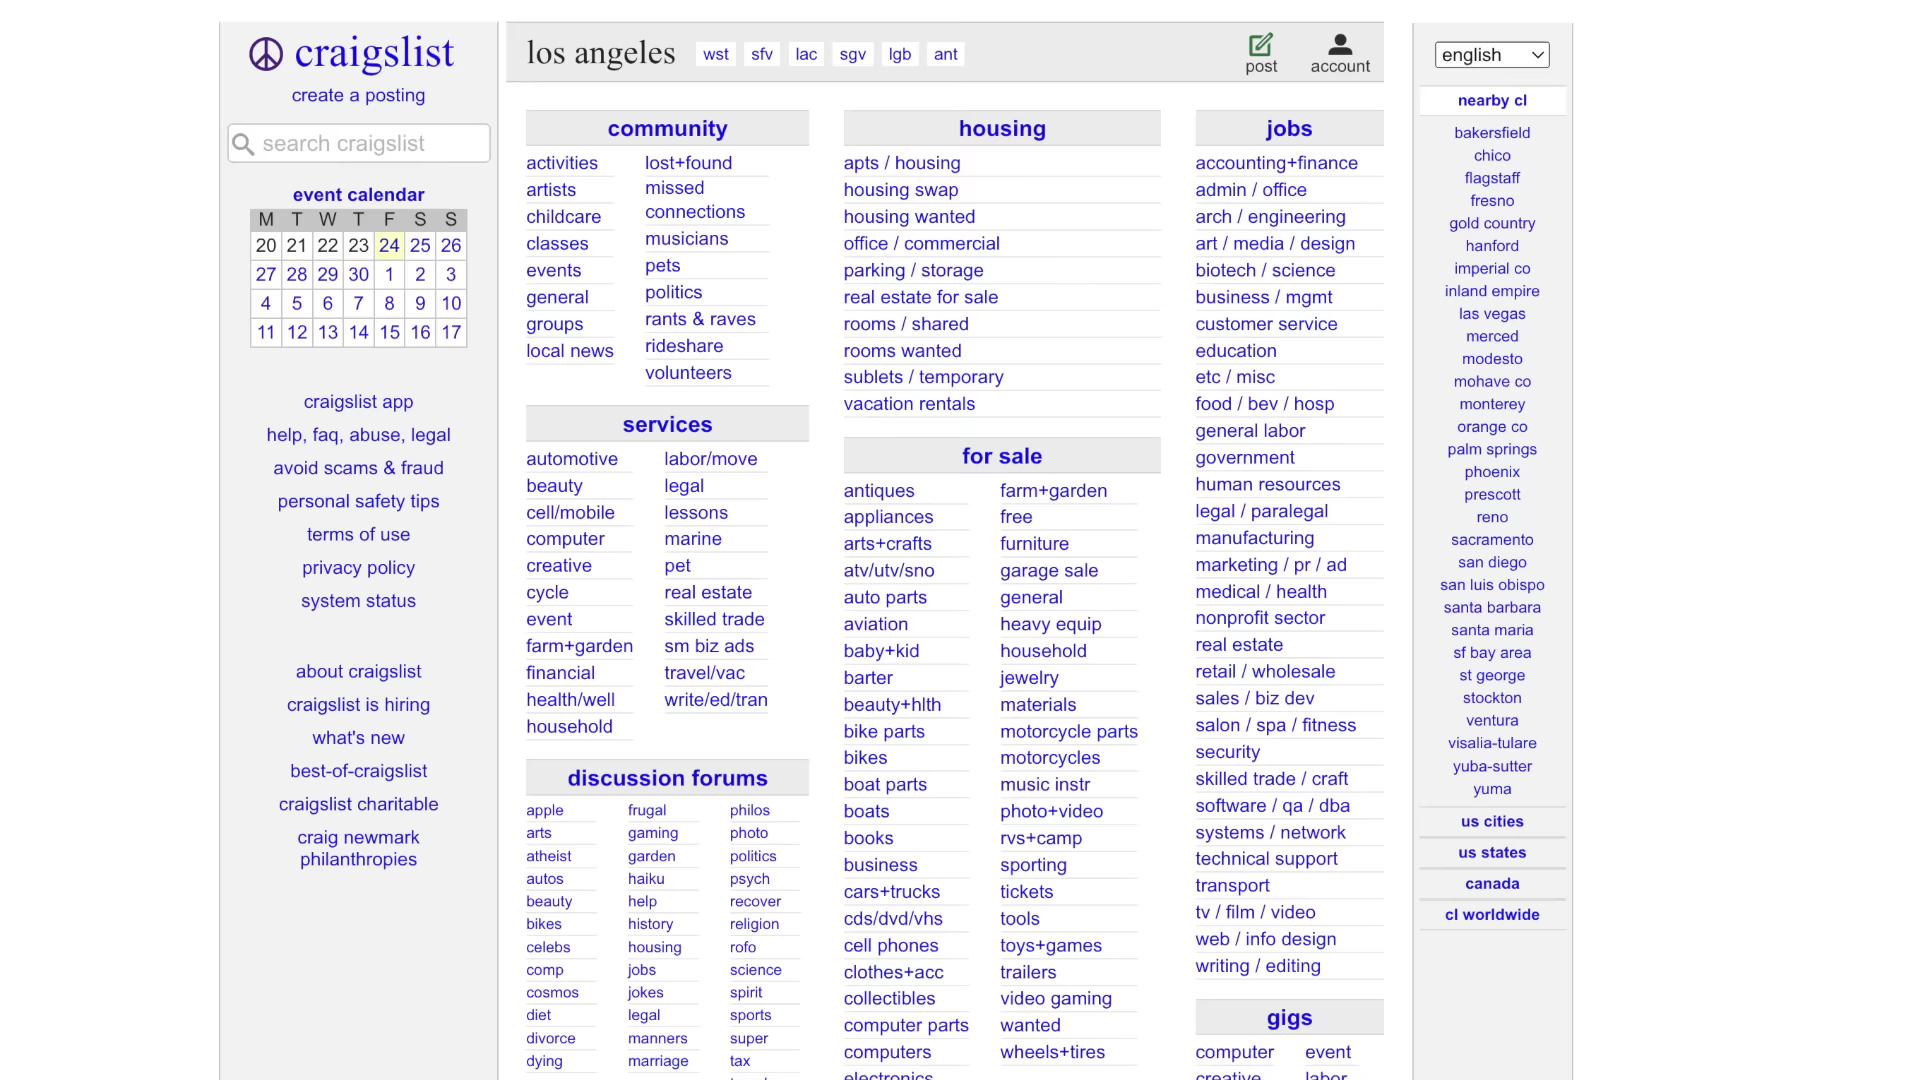 craigslist
create a posting
search craigslist
event calendar
M T W T F S S
20 21 22 23 24 25 26
27 28 29 30 1 2 3
4 5 6 7 8 9 10
11 12 13 14 15 16 17
craigslist app
help, faq, abuse, legal
avoid scams & fraud
personal safety tips
terms of use
privacy policy
system status
about craigslist
craigslist is hiring
what's new
best-of-craigslist
craigslist charitable
craig newmark
philanthropies
los angeles wst sfv lac sgv lgb ant
post
account
community
activities
artists
childcare
classes
events
general
groups
local news
lost+found
missed
connections
musicians
pets
politics
rants & raves
rideshare
volunteers
services
automotive
beauty
cell/mobile
computer
creative
cycle
event
farm+garden
financial
health/well
household
labor/move
legal
lessons
marine
pet
real estate
skilled trade
sm biz ads
travel/vac
write/ed/tran
discussion forums
apple
arts
atheist
autos
beauty
bikes
celebs
comp
cosmos
diet
divorce
dying
frugal
gaming
garden
haiku
help
history
housing
jobs
jokes
legal
manners
marriage
philos
photo
politics
psych
recover
religion
rofo
science
spirit
sports
super
tax
housing
apts / housing
housing swap
housing wanted
office / commercial
parking / storage
real estate for sale
rooms / shared
rooms wanted
sublets / temporary
vacation rentals
for sale
antiques
appliances
arts+crafts
atv/utv/sno
auto parts
aviation
baby+kid
barter
beauty+hlth
bike parts
bikes
boat parts
boats
books
business
cars+trucks
cds/dvd/vhs
cell phones
clothes+acc
collectibles
computer parts
computers
electronics
farm+garden
free
furniture
garage sale
general
heavy equip
household
jewelry
materials
motorcycle parts
motorcycles
music instr
photo+video
rvs+camp
sporting
tickets
tools
toys+games
trailers
video gaming
wanted
wheels+tires
jobs
accounting+finance
admin / office
arch / engineering
art / media / design
biotech / science
business / mgmt
customer service
education
etc / misc
food / bev / hosp
general labor
government
human resources
legal / paralegal
manufacturing
marketing / pr / ad
medical / health
nonprofit sector
real estate
retail / wholesale
sales / biz dev
salon / spa / fitness
security
skilled trade / craft
software / qa / dba
systems / network
technical support
transport
tv / film / video
web / info design
writing / editing
gigs
computer
creative
event
labor
english
nearby cl
bakersfield
chico
flagstaff
fresno
gold country
hanford
imperial co
inland empire
las vegas
merced
modesto
mohave co
monterey
orange co
palm springs
phoenix
prescott
reno
sacramento
san diego
san luis obispo
santa barbara
santa maria
sf bay area
st george
stockton
ventura
visalia-tulare
yuba-sutter
yuma
us cities
us states
canada
cl worldwide